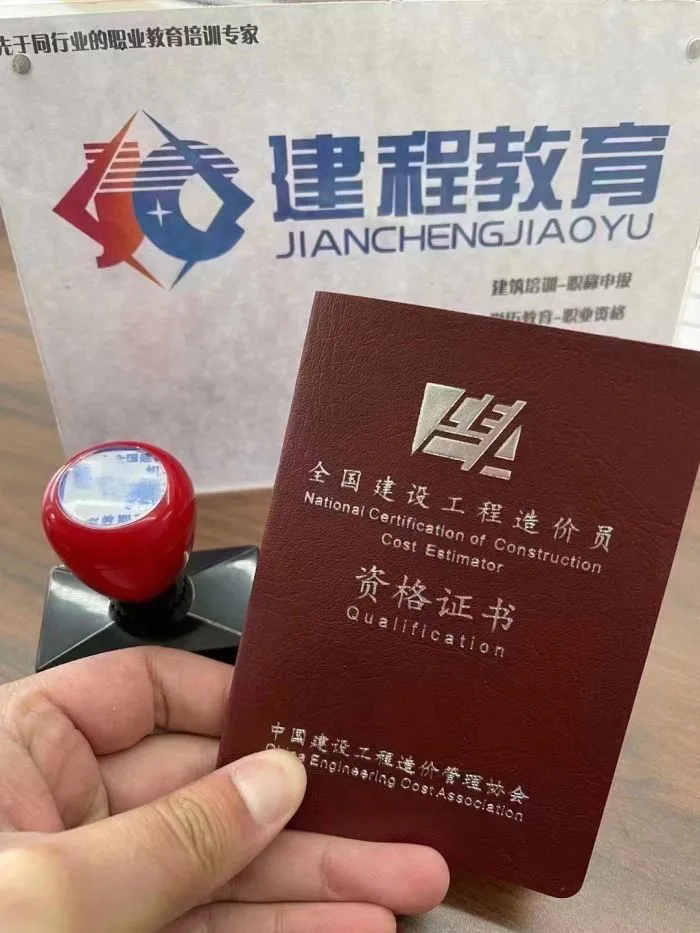 先于同行业的职业教育培训专家
建程教育
JIANCHENGJIAOYU
建筑培训-职称申报
教育-职业资格
全国建设工程造价员
National Certification of Construction
Cost Estimator
资格证书
Qualification
中国建设工程造价管理协会
China Engineering Cost Association